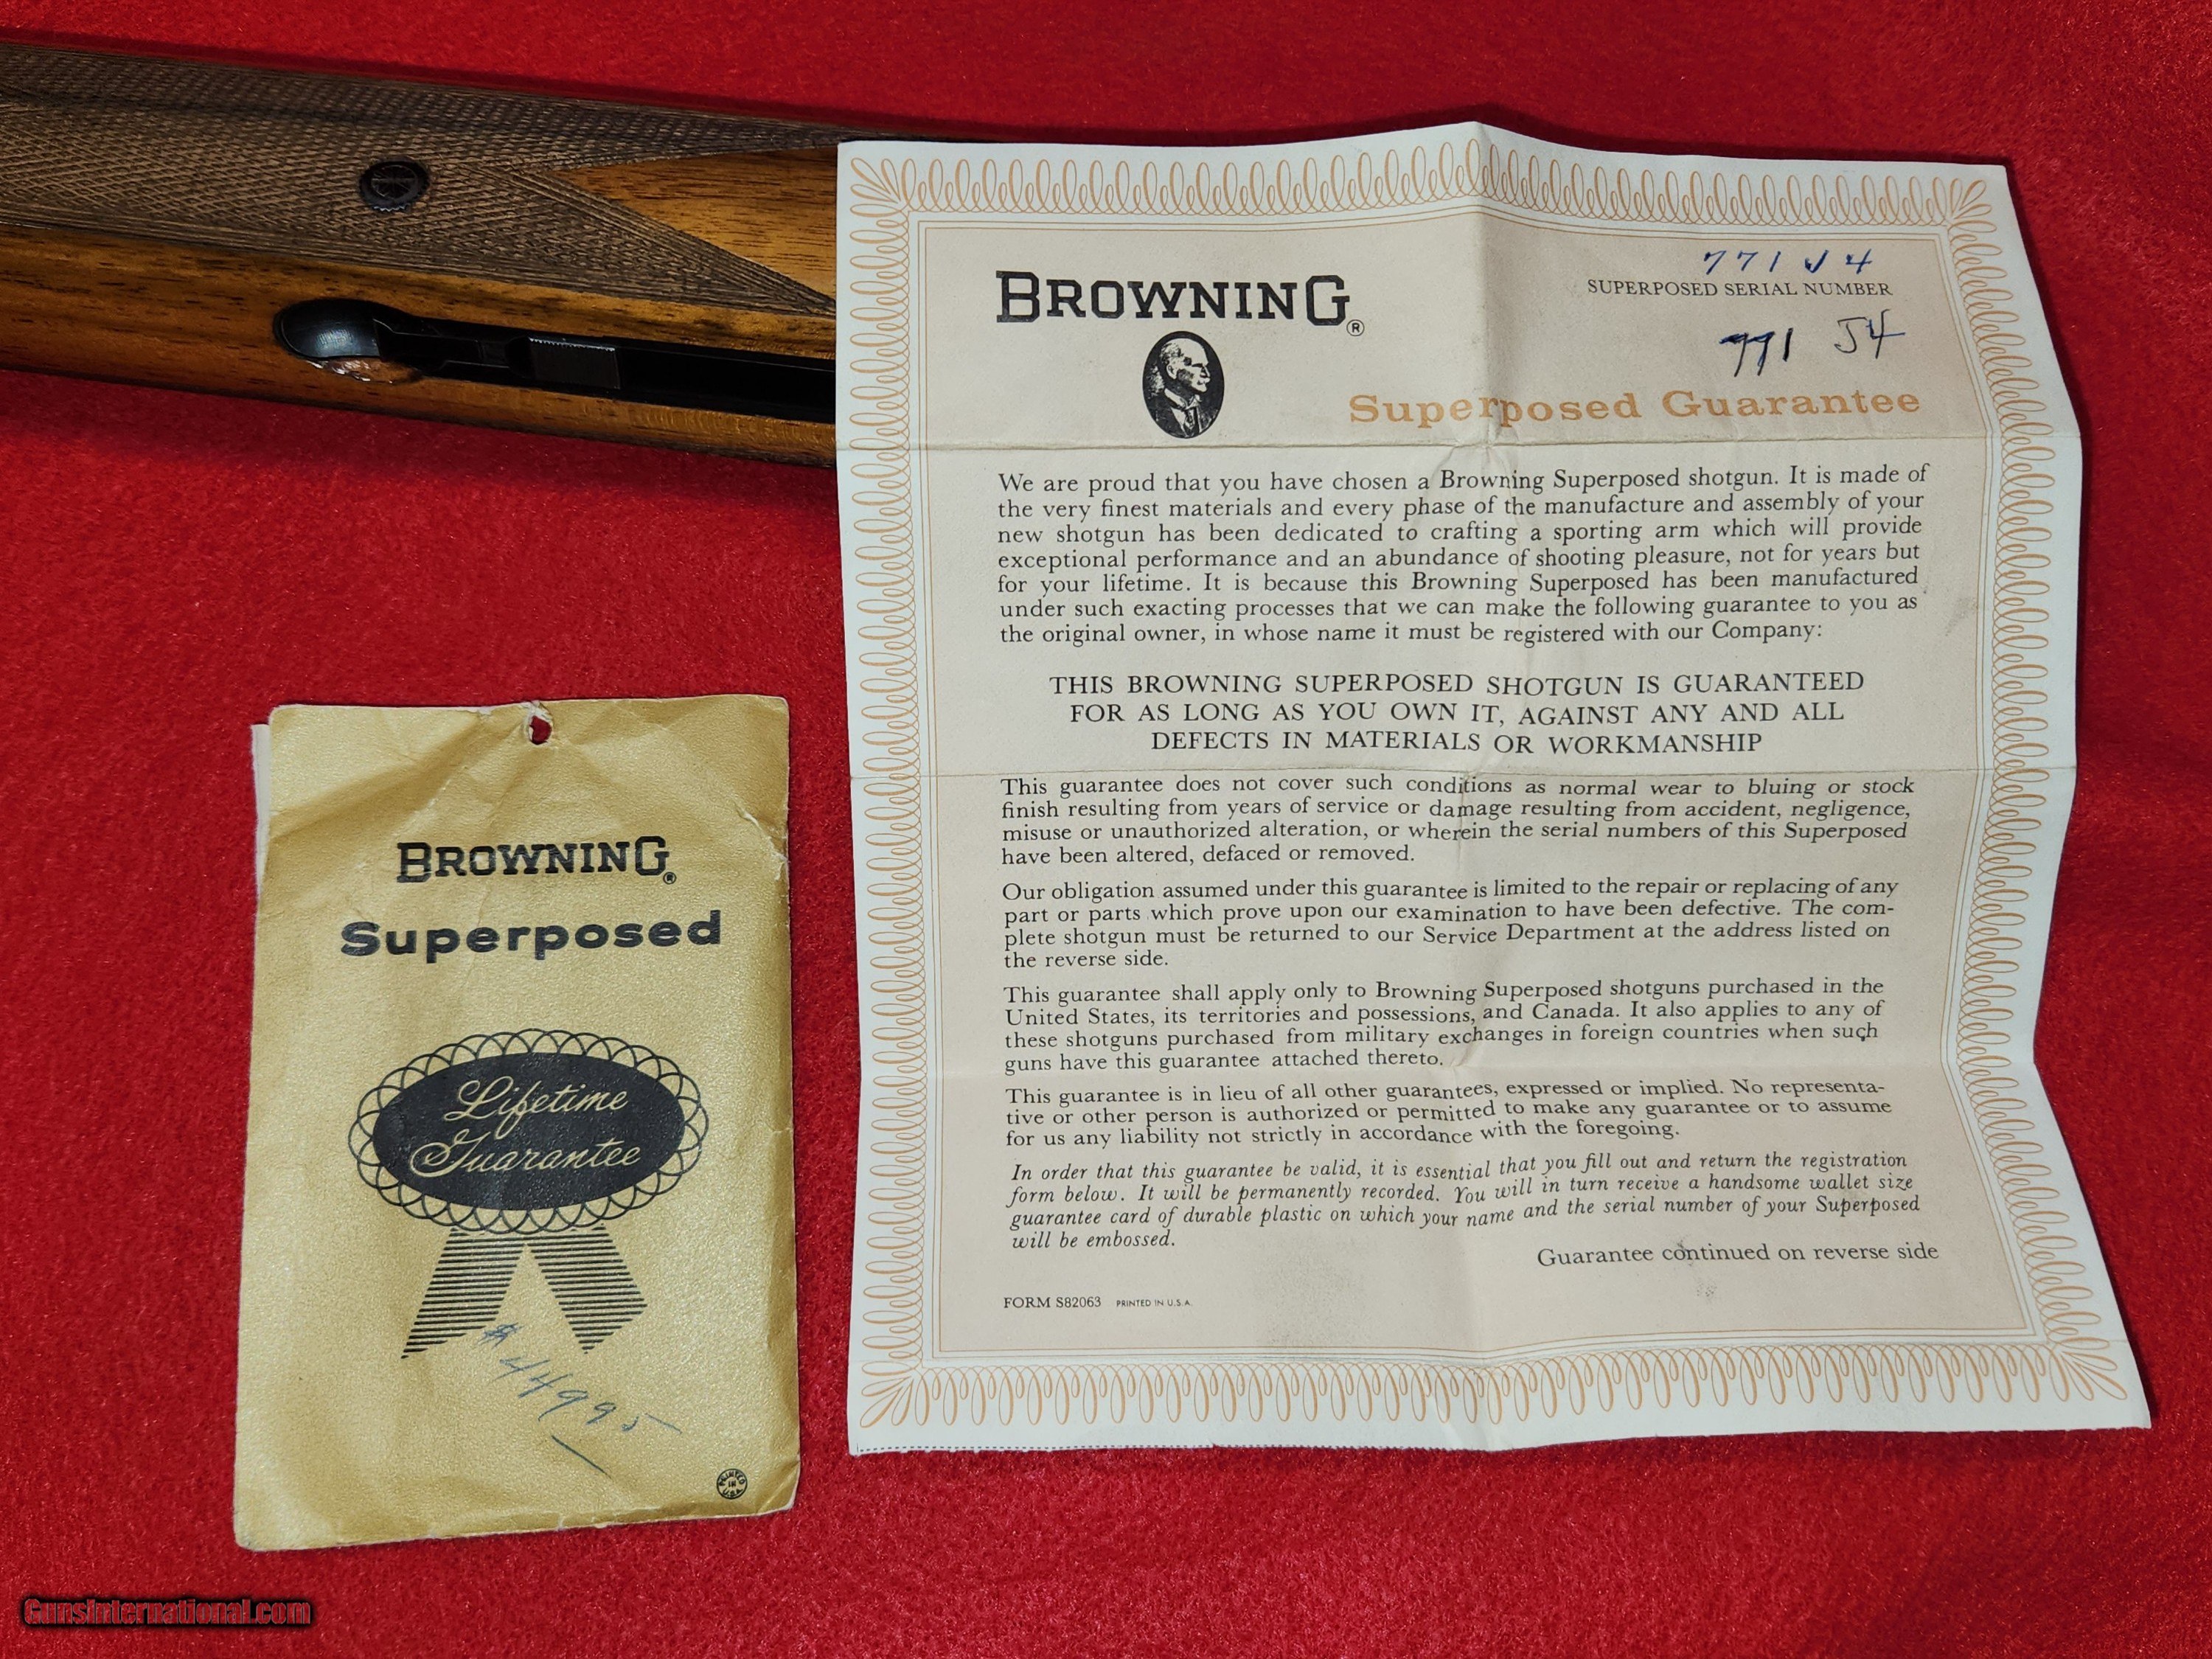 BROWNING®
Superposed
Lifetime
Guarantee
$ 449 95
PRINTED
IN
U.S.A.
771 J4
SUPERPOSED SERIAL NUMBER
771 J4
BROWNING®
Superposed Guarantee
We are proud that you have chosen a Browning Superposed shotgun. It is made of
the very finest materials and every phase of the manufacture and assembly of your
new shotgun has been dedicated to crafting a sporting arm which will provide
exceptional performance and an abundance of shooting pleasure, not for years but
for your lifetime. It is because this Browning Superposed has been manufactured
under such exacting processes that we can make the following guarantee to you as
the original owner, in whose name it must be registered with our Company:
THIS BROWNING SUPERPOSED SHOTGUN IS GUARANTEED
FOR AS LONG AS YOU OWN IT, AGAINST ANY AND ALL
DEFECTS IN MATERIALS OR WORKMANSHIP
This guarantee does not cover such conditions as normal wear to bluing or stock
finish resulting from years of service or damage resulting from accident, negligence,
misuse or unauthorized alteration, or wherein the serial numbers of this Superposed
have been altered, defaced or removed.
Our obligation assumed under this guarantee is limited to the repair or replacing of any
part or parts which prove upon our examination to have been defective. The com-
plete shotgun must be returned to our Service Department at the address listed on
the reverse side.
This guarantee shall apply only to Browning Superposed shotguns purchased in the
United States, its territories and possessions, and Canada. It also applies to any of
these shotguns purchased from military exchanges in foreign countries when such
guns have this guarantee attached thereto.
This guarantee is in lieu of all other guarantees, expressed or implied. No representa-
tive or other person is authorized or permitted to make any guarantee or to assume
for us any liability not strictly in accordance with the foregoing.
In order that this guarantee be valid, it is essential that you fill out and return the registration
form below. It will be permanently recorded. You will in turn receive a handsome wallet size
guarantee card of durable plastic on which your name and the serial number of your Superposed
will be embossed.
Guarantee continued on reverse side
FORM S82063 PRINTED IN U.S.A.
GunsInternational.com